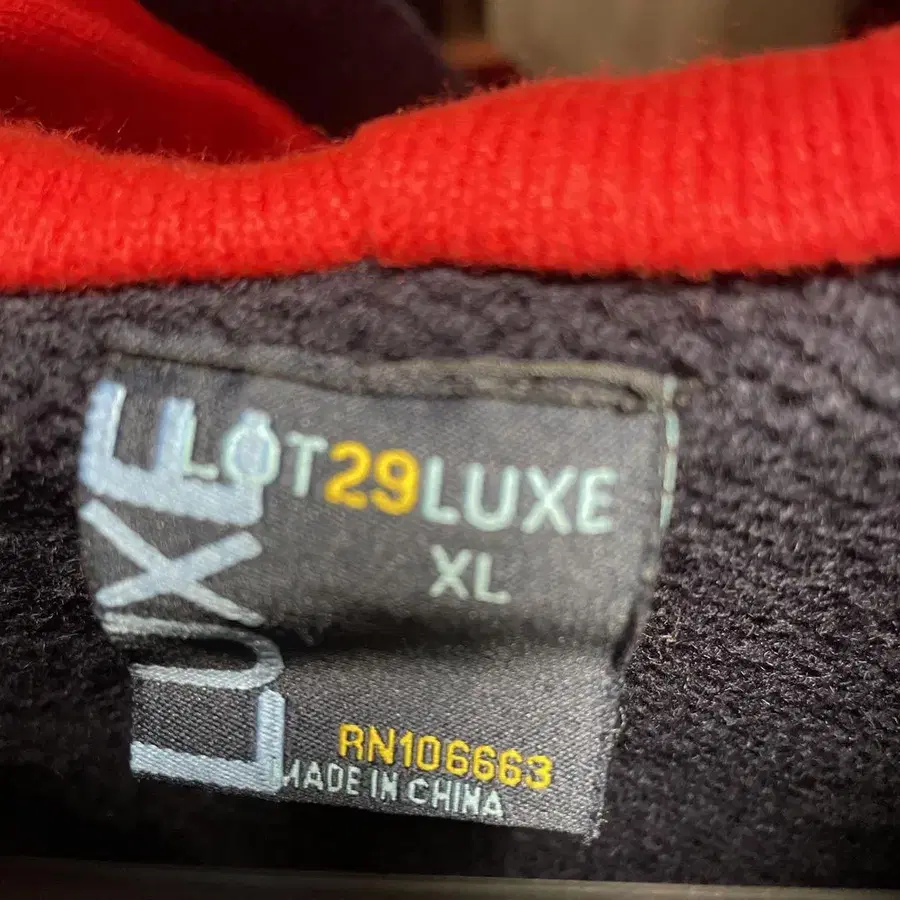 LUXE
LOT29LUXE
XL
RN106663
MADE IN CHINA